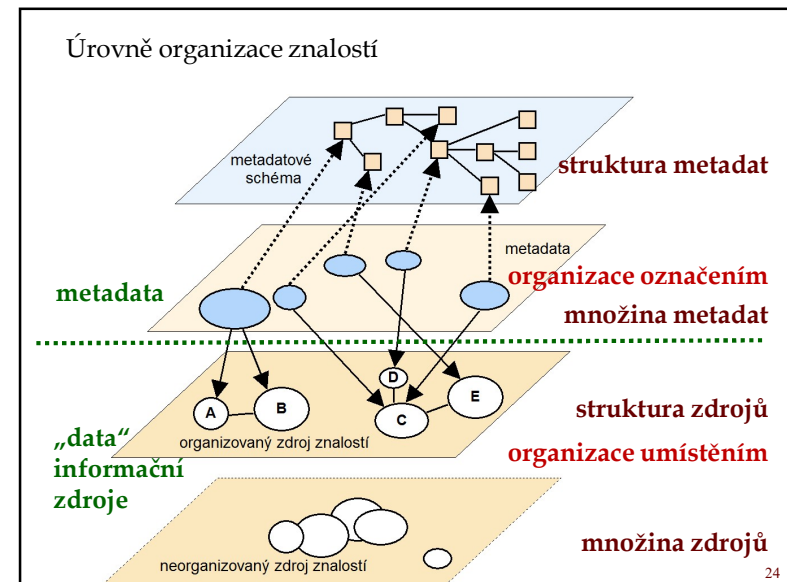 Úrovně organizace znalostí
metadatové
schéma
struktura metadat
metadata
organizace označením
metadata
množina metadat
D
A
B
C
E
struktura zdrojů
organizovaný zdroj znalostí
„data“
informační
zdroje
organizace umístěním
množina zdrojů
neorganizovaný zdroj znalostí
24